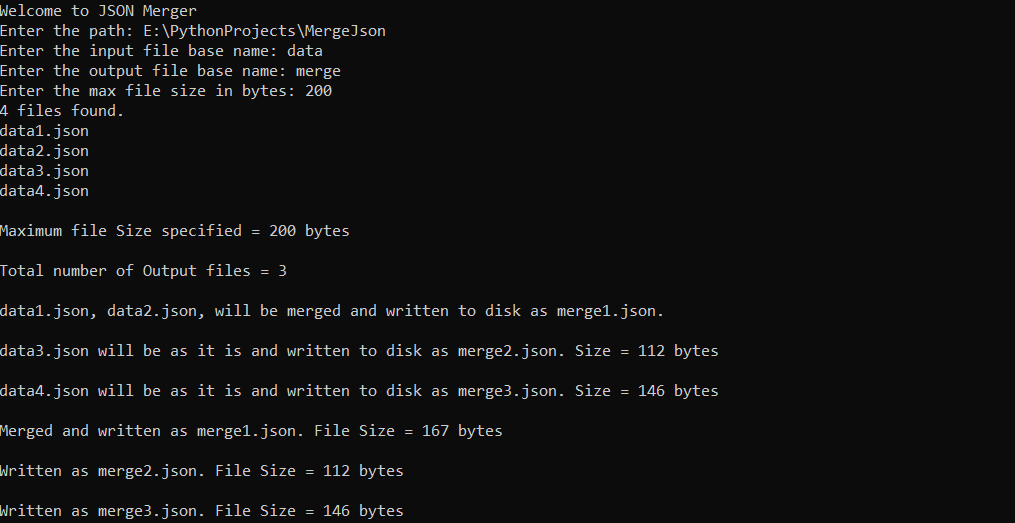 Welcome to JSON Merger
Enter the path: E:\PythonProjects\MergeJson
Enter the input file base name: data
Enter the output file base name: merge
Enter the max file size in bytes: 200
4 files found.
data1.json
data2.json
data3.json
data4.json
Maximum file Size specified = 200 bytes
Total number of Output files = 3
data1.json, data2.json, will be merged and written to disk as merge1.json.
data3.json will be as it is and written to disk as merge2.json. Size = 112 bytes
data4.json will be as it is and written to disk as merge3.json. Size = 146 bytes
Merged and written as merge1.json. File Size = 167 bytes
Written as merge2.json. File Size = 112 bytes
Written as merge3.json. File Size = 146 bytes